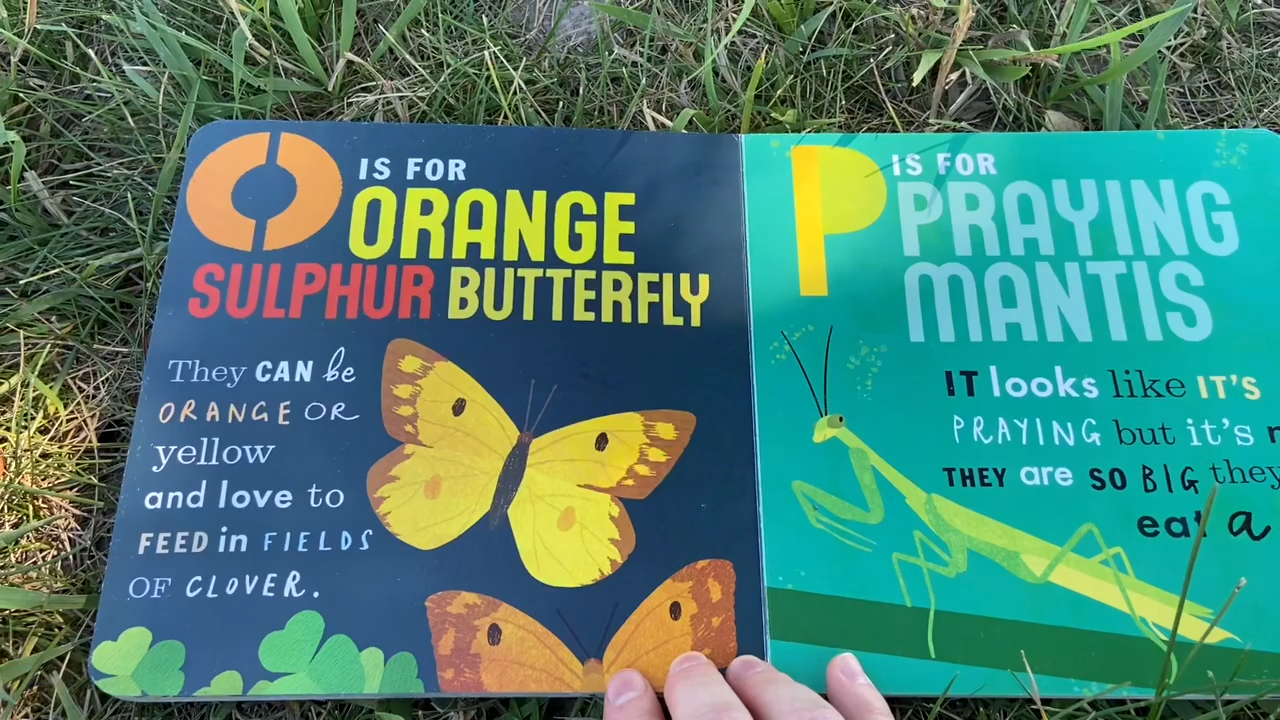 O IS FOR
ORANGE
SULPHUR BUTTERFLY
They CAN be
ORANGE OR
yellow
and love to
FEED in FIELDS
OF CLOVER.
P IS FOR
PRAYING
MANTIS
IT looks like IT'S
PRAYING but it's
THEY are SO BIG they
eat a